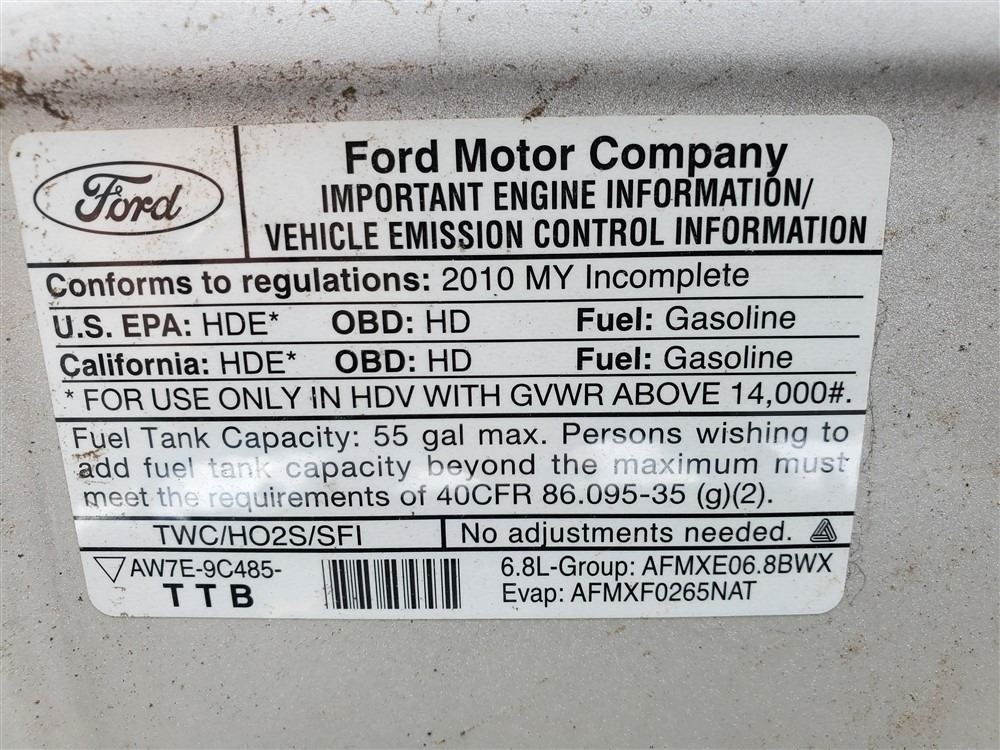 Ford
Ford Motor Company
IMPORTANT ENGINE INFORMATION/
VEHICLE EMISSION CONTROL INFORMATION
Conforms to regulations: 2010 MY Incomplete
U.S. EPA: HDE* OBD: HD Fuel: Gasoline
California: HDE* OBD: HD Fuel: Gasoline
* FOR USE ONLY IN HDV WITH GVWR ABOVE 14,000#.
Fuel Tank Capacity: 55 gal max. Persons wishing to
add fuel tank capacity beyond the maximum must
meet the requirements of 40CFR 86.095-35 (g)(2).
TWC/HO2S/SFI No adjustments needed.
AW7E-9C485-
TTB
6.8L-Group: AFMXE06.8BWX
Evap: AFMXF0265NAT